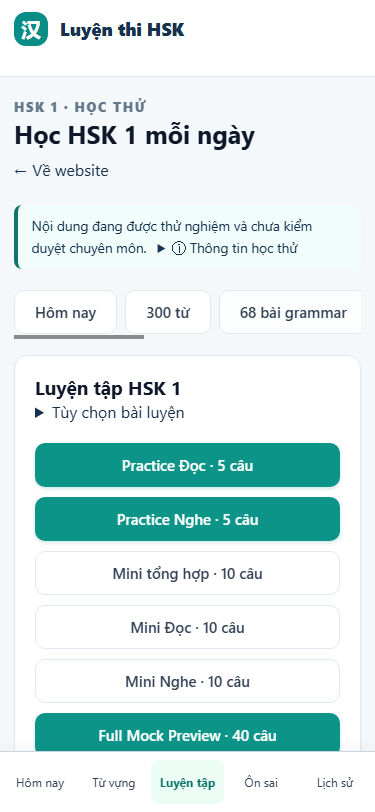 汉 Luyện thi HSK
HSK 1 · HỌC THỬ
Học HSK 1 mỗi ngày
← Về website
Nội dung đang được thử nghiệm và chưa kiểm
duyệt chuyên môn. ▶ ⓘ Thông tin học thử
Hôm nay 300 từ 68 bài grammar
Luyện tập HSK 1
▶ Tùy chọn bài luyện
Practice Đọc · 5 câu
Practice Nghe · 5 câu
Mini tổng hợp · 10 câu
Mini Đọc · 10 câu
Mini Nghe · 10 câu
Full Mock Preview · 40 câu
Hôm nay Từ vựng Luyện tập Ôn sai Lịch sử